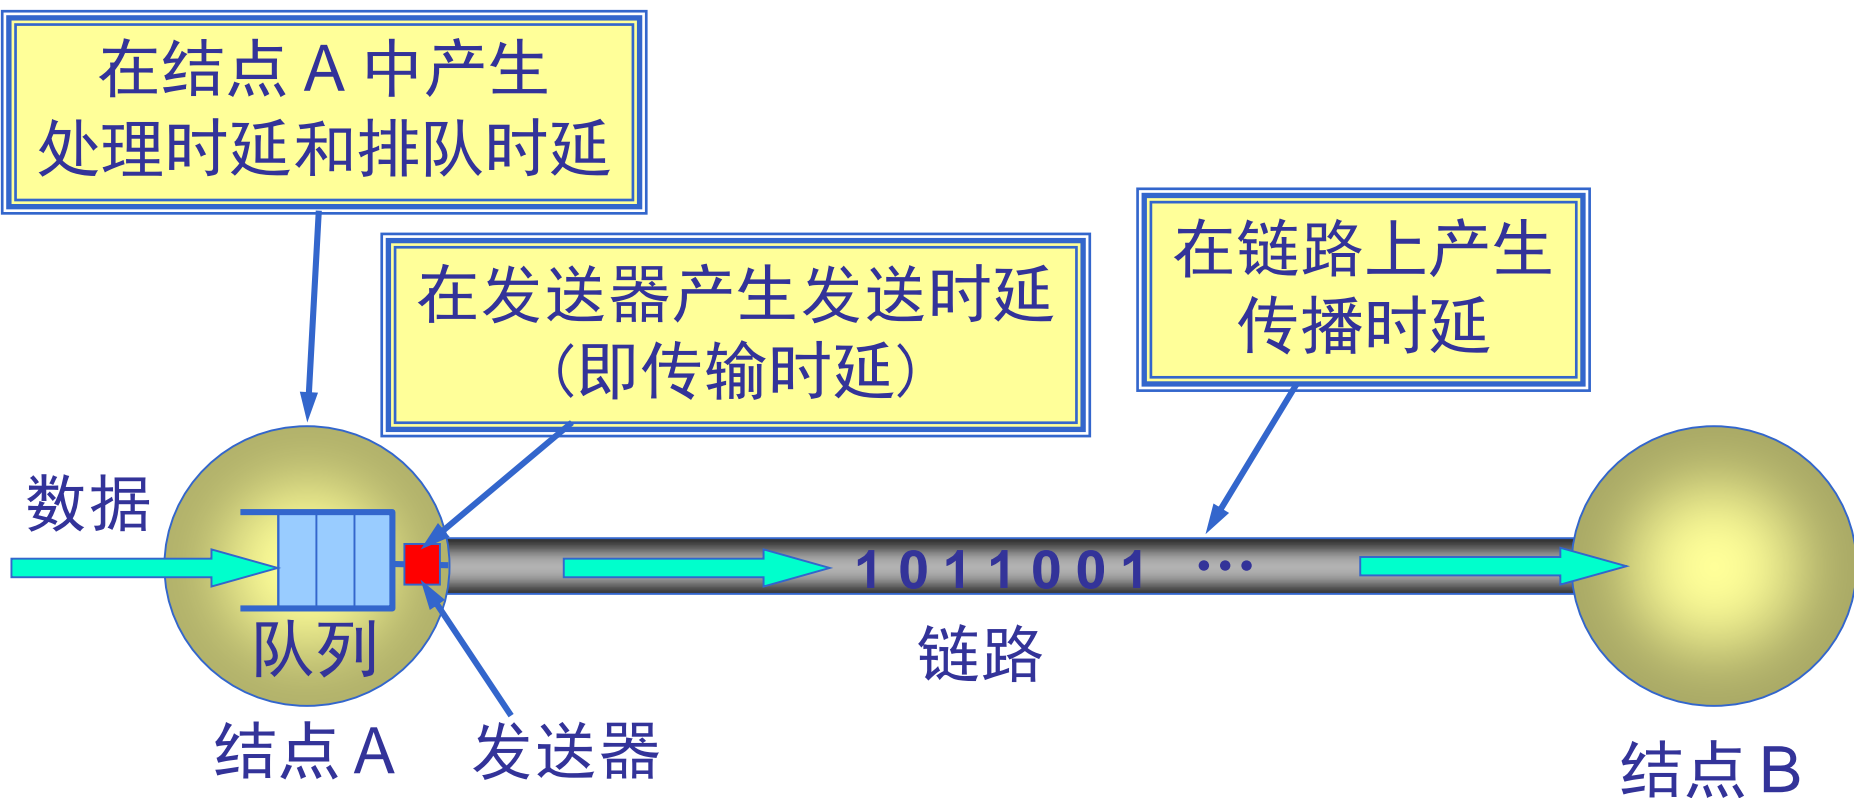 在结点 A 中产生
处理时延和排队时延
在发送器产生发送时延
（即传输时延）
在链路上产生
传播时延
数据
1 0 1 1 0 0 1 …
队列
链路
结点 A
发送器
结点 B